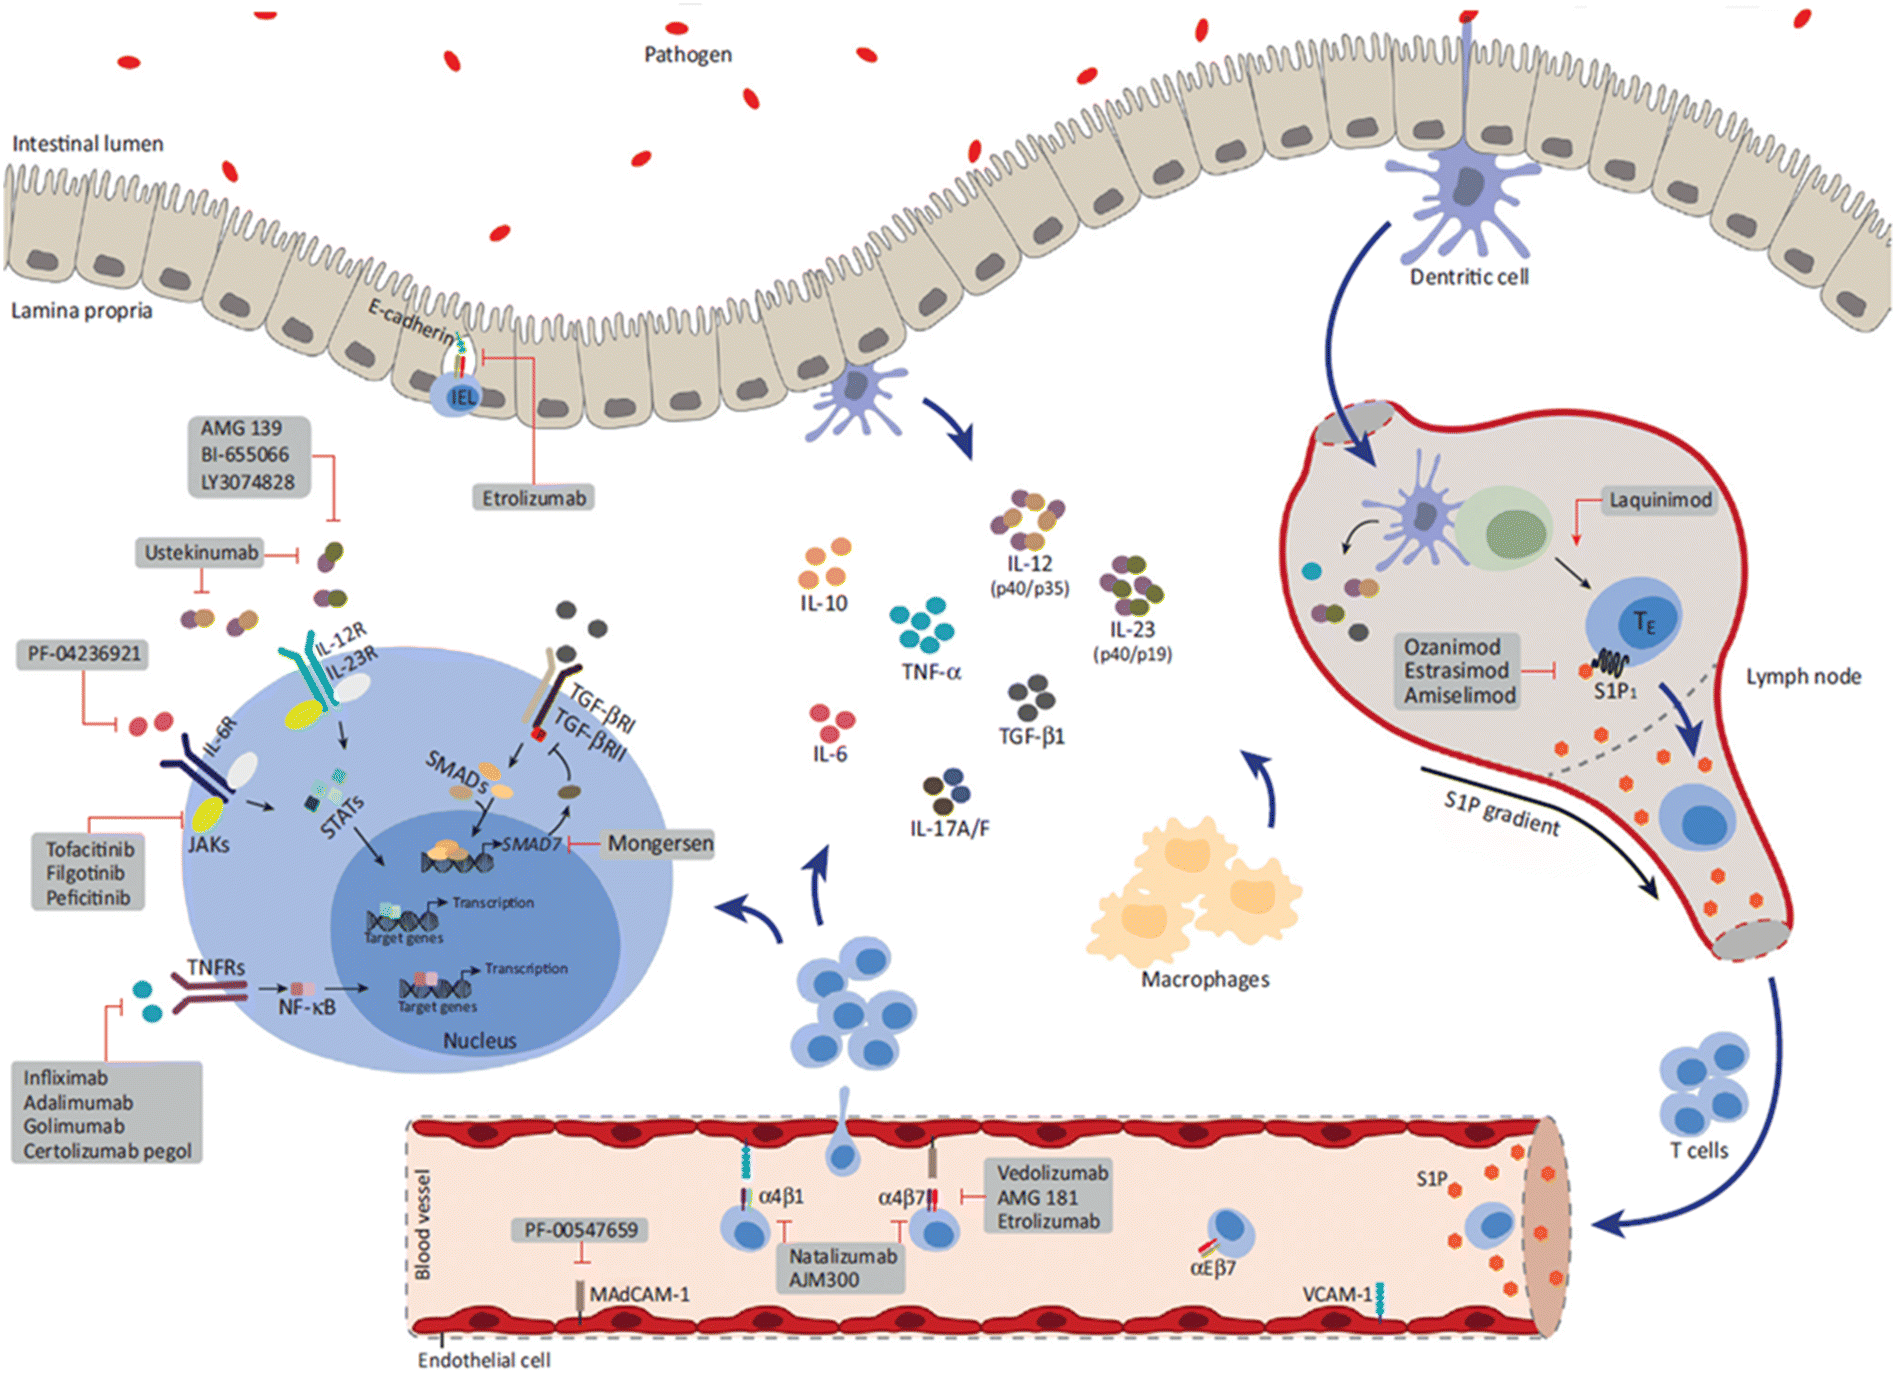 Pathogen
Intestinal lumen
Lamina propria
E-cadherin
IEL
Dentritic cell
AMG 139
BI-655066
LY3074828
Etrolizumab
Ustekinumab
PF-04236921
IL-12R
IL-23R
IL-6R
JAKs
STATs
Tofacitinib
Filgotinib
Peficitinib
TGF-βRI
TGF-βRII
P
SMADs
SMAD7
Mongersen
Transcription
Target genes
Transcription
Target genes
Nucleus
TNFRs
NF-κB
Infliximab
Adalimumab
Golimumab
Certolizumab pegol
IL-10
IL-12
(p40/p35)
TNF-α
IL-23
(p40/p19)
IL-6
TGF-β1
IL-17A/F
Macrophages
Laquinimod
TE
Ozanimod
Estrasimod
Amiselimod
S1P1
Lymph node
S1P gradient
T cells
Blood vessel
α4β1
α4β7
Vedolizumab
AMG 181
Etrolizumab
PF-00547659
Natalizumab
AJM300
MAdCAM-1
αEβ7
VCAM-1
S1P
Endothelial cell